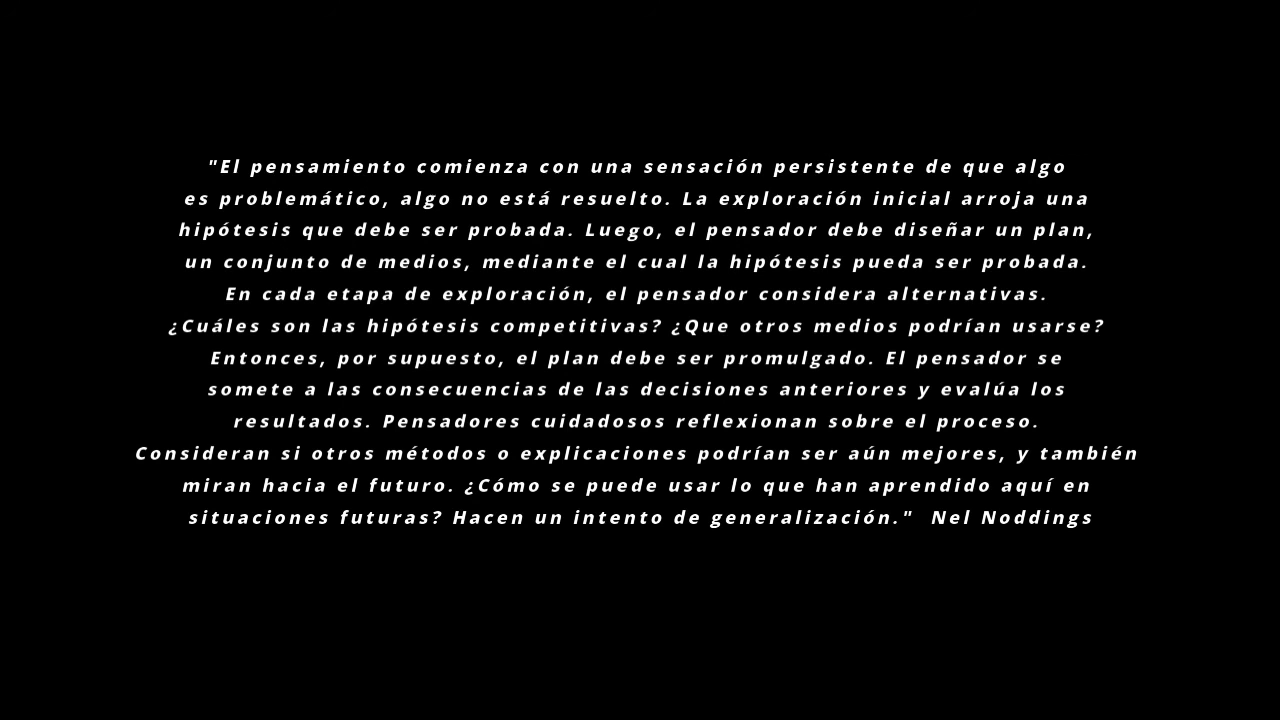 "El pensamiento comienza con una sensación persistente de que algo
es problemático, algo no está resuelto. La exploración inicial arroja una
hipótesis que debe ser probada. Luego, el pensador debe diseñar un plan,
un conjunto de medios, mediante el cual la hipótesis pueda ser probada.
En cada etapa de exploración, el pensador considera alternativas.
¿Cuáles son las hipótesis competitivas? ¿Que otros medios podrían usarse?
Entonces, por supuesto, el plan debe ser promulgado. El pensador se
somete a las consecuencias de las decisiones anteriores y evalúa los
resultados. Pensadores cuidadosos reflexionan sobre el proceso.
Consideran si otros métodos o explicaciones podrían ser aún mejores, y también
miran hacia el futuro. ¿Cómo se puede usar lo que han aprendido aquí en
situaciones futuras? Hacen un intento de generalización."  Nel Noddings